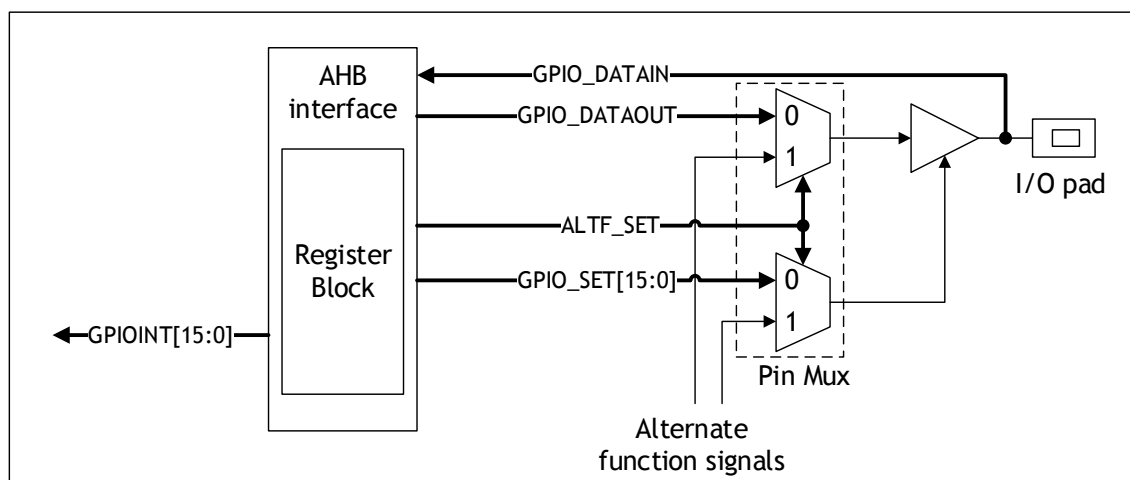 AHB
interface
GPIO_DATAIN
GPIO_DATAOUT
0
1
I/O pad
ALTF_SET
Register
Block
GPIO_SET[15:0]
0
1
GPIOINT[15:0]
Pin Mux
Alternate
function signals